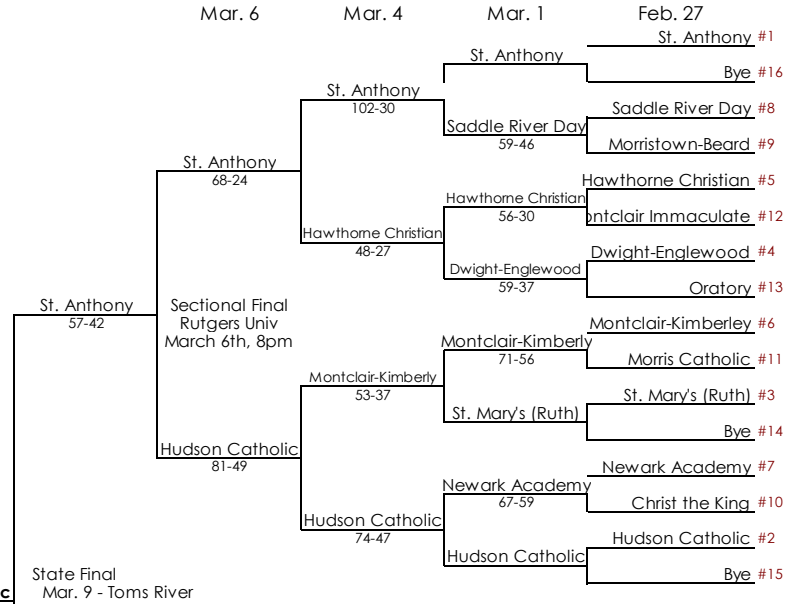 Mar. 6 Mar. 4 Mar. 1 Feb. 27
St. Anthony #1
St. Anthony
Bye #16
St. Anthony
102-30
Saddle River Day #8
Saddle River Day
59-46
Morristown-Beard #9
St. Anthony
68-24
Hawthorne Christian #5
Hawthorne Christian
56-30
ontclair Immaculate #12
Hawthorne Christian
48-27
Dwight-Englewood #4
Dwight-Englewood
59-37
Oratory #13
St. Anthony
57-42
Sectional Final
Rutgers Univ
March 6th, 8pm
Montclair-Kimberley #6
Montclair-Kimberly
71-56
Morris Catholic #11
Montclair-Kimberly
53-37
St. Mary's (Ruth) #3
St. Mary's (Ruth)
Bye #14
Hudson Catholic
81-49
Newark Academy #7
Newark Academy
67-59
Christ the King #10
Hudson Catholic
74-47
Hudson Catholic #2
Hudson Catholic
Bye #15
State Final
Mar. 9 - Toms River
c